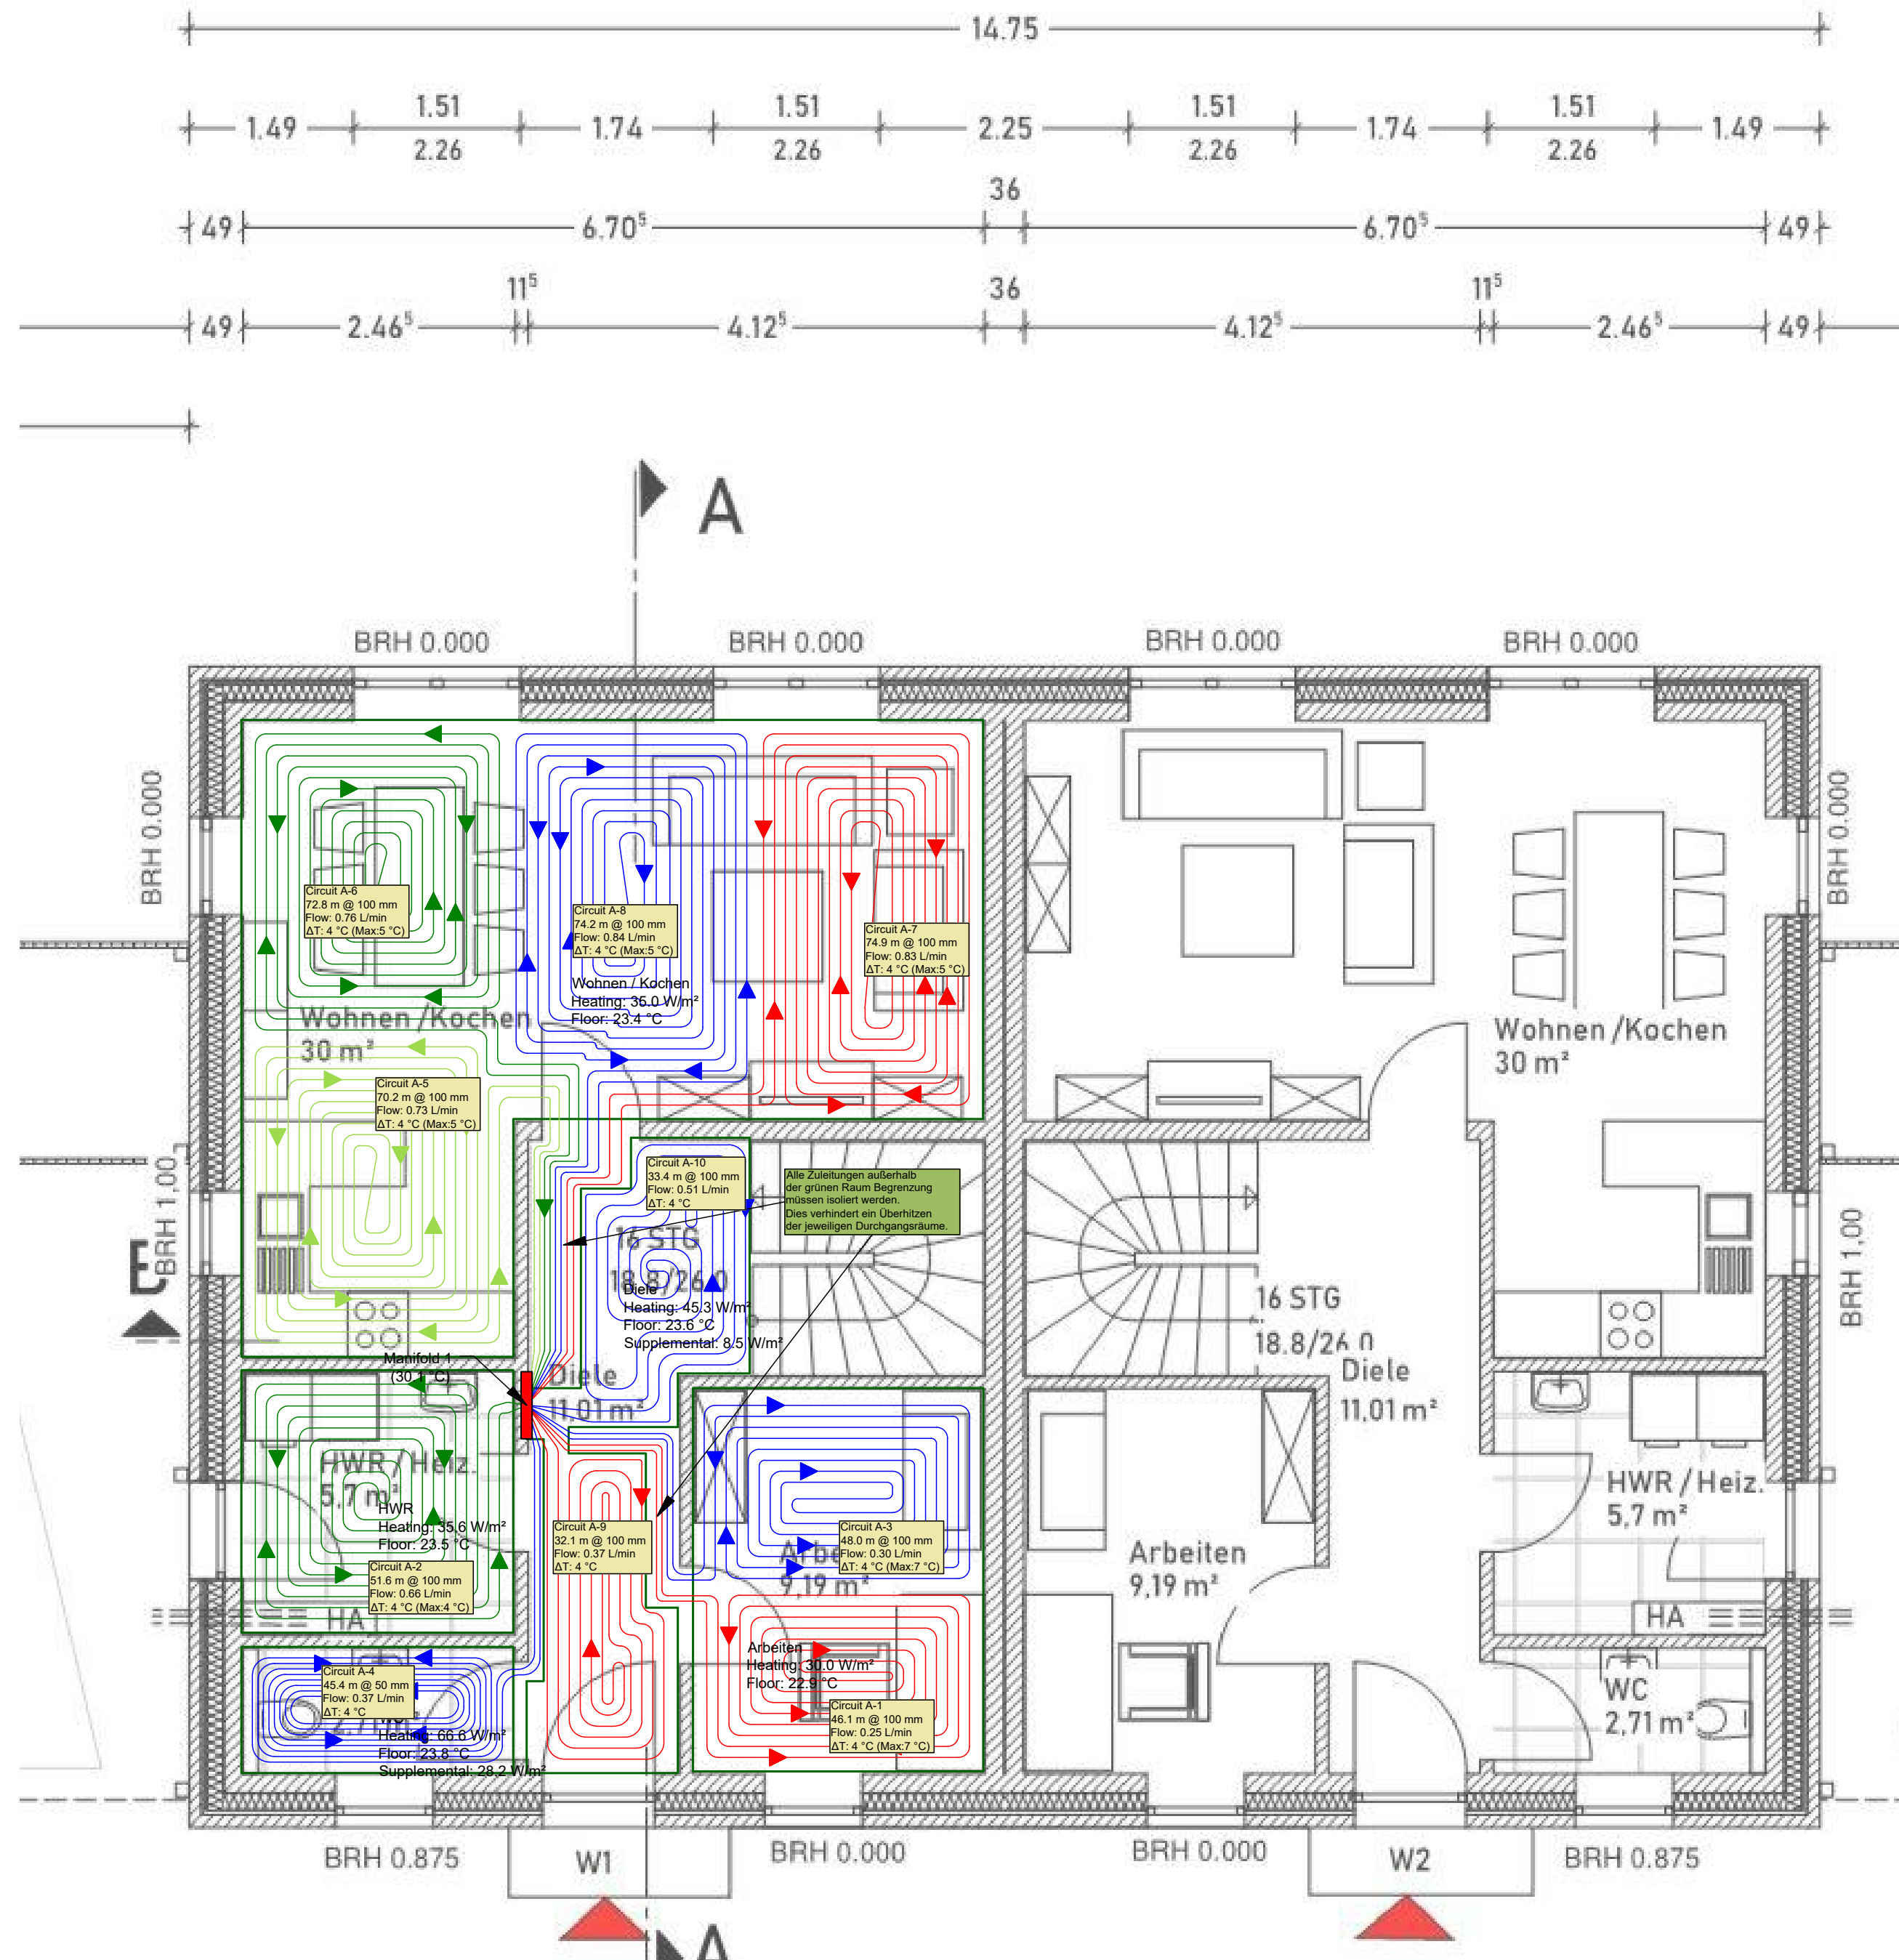 14.75
1.51 1.51 1.51 1.51
1.49 1.74 2.25 1.74 1.49
2.26 2.26 2.26 2.26
36
49 6.70⁵ 6.70⁵ 49
11⁵ 36 11⁵
49 2.46⁵ 4.12⁵ 4.12⁵ 2.46⁵ 49
A
BRH 0.000 BRH 0.000 BRH 0.000 BRH 0.000
BRH 0.000
BRH 0.000
Circuit A-6
72.8 m @ 100 mm
Flow: 0.76 L/min
ΔT: 4 °C (Max:5 °C)
Circuit A-8
74.2 m @ 100 mm
Flow: 0.84 L/min
ΔT: 4 °C (Max:5 °C)
Circuit A-7
74.9 m @ 100 mm
Flow: 0.83 L/min
ΔT: 4 °C (Max:5 °C)
Wohnen / Kochen
Heating: 35.0 W/m²
Floor: 23.4 °C
Wohnen /Kochen
30 m²
Wohnen /Kochen
30 m²
Circuit A-5
70.2 m @ 100 mm
Flow: 0.73 L/min
ΔT: 4 °C (Max:5 °C)
Circuit A-10
33.4 m @ 100 mm
Flow: 0.51 L/min
ΔT: 4 °C
Alle Zuleitungen außerhalb
der grünen Raum Begrenzung
müssen isoliert werden.
Dies verhindert ein Überhitzen
der jeweiligen Durchgangsräume.
BRH 1,00
BRH 1,00
16 STG
18.8/26.0
Diele
Heating: 45.3 W/m²
Floor: 23.6 °C
Supplemental: 8.5 W/m²
16 STG
18.8/26.0
Diele
11,01 m²
Manifold 1
(30.1 °C)
Diele
11,01 m²
HWR / Heiz.
5,7 m²
HWR
Heating: 35.6 W/m²
Floor: 23.5 °C
Circuit A-2
51.6 m @ 100 mm
Flow: 0.66 L/min
ΔT: 4 °C (Max:4 °C)
HA
Circuit A-9
32.1 m @ 100 mm
Flow: 0.37 L/min
ΔT: 4 °C
Circuit A-3
48.0 m @ 100 mm
Flow: 0.30 L/min
ΔT: 4 °C (Max:7 °C)
9,19 m²
Arbeiten
9,19 m²
HWR / Heiz.
5,7 m²
HA
Circuit A-4
45.4 m @ 50 mm
Flow: 0.37 L/min
ΔT: 4 °C
Heating: 66.6 W/m²
Floor: 23.8 °C
Supplemental: 28.2 W/m²
Arbeiten
Heating: 30.0 W/m²
Floor: 22.9 °C
Circuit A-1
46.1 m @ 100 mm
Flow: 0.25 L/min
ΔT: 4 °C (Max:7 °C)
WC
2,71 m²
BRH 0.875 W1 BRH 0.000 BRH 0.000 W2 BRH 0.875
A